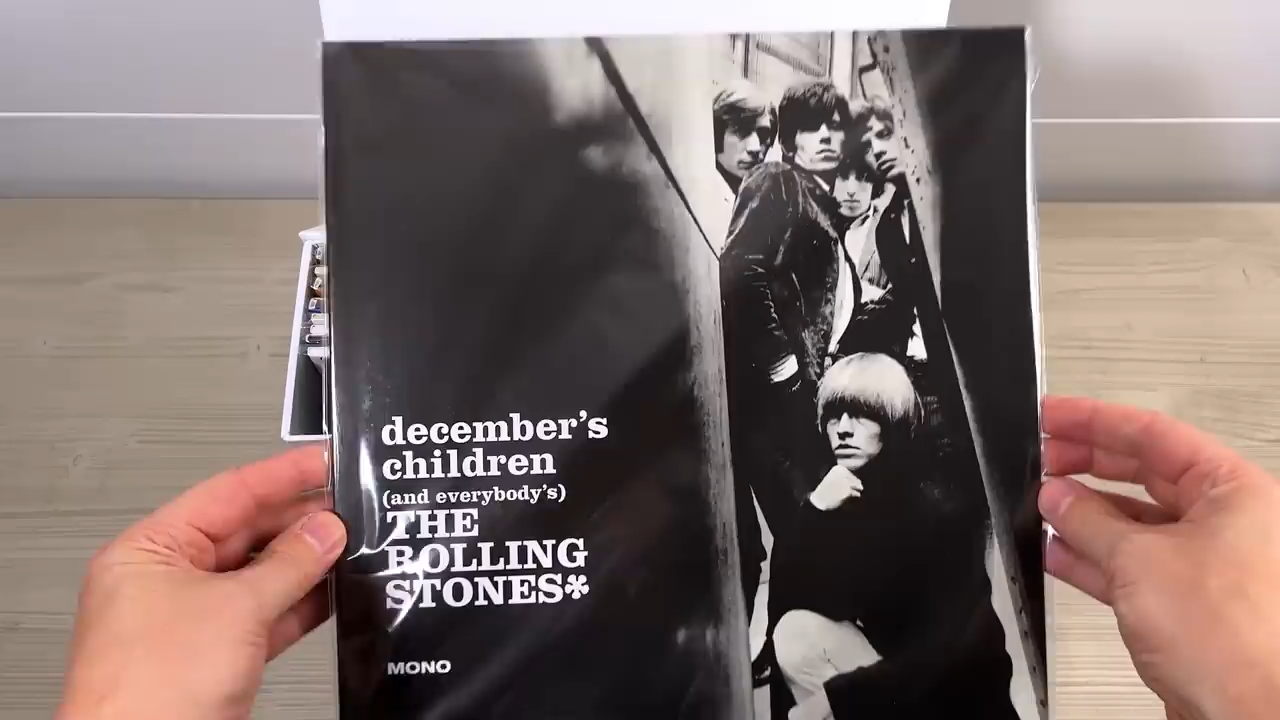 december's
children
(and everybody's)
THE
ROLLING
STONES✻
MONO